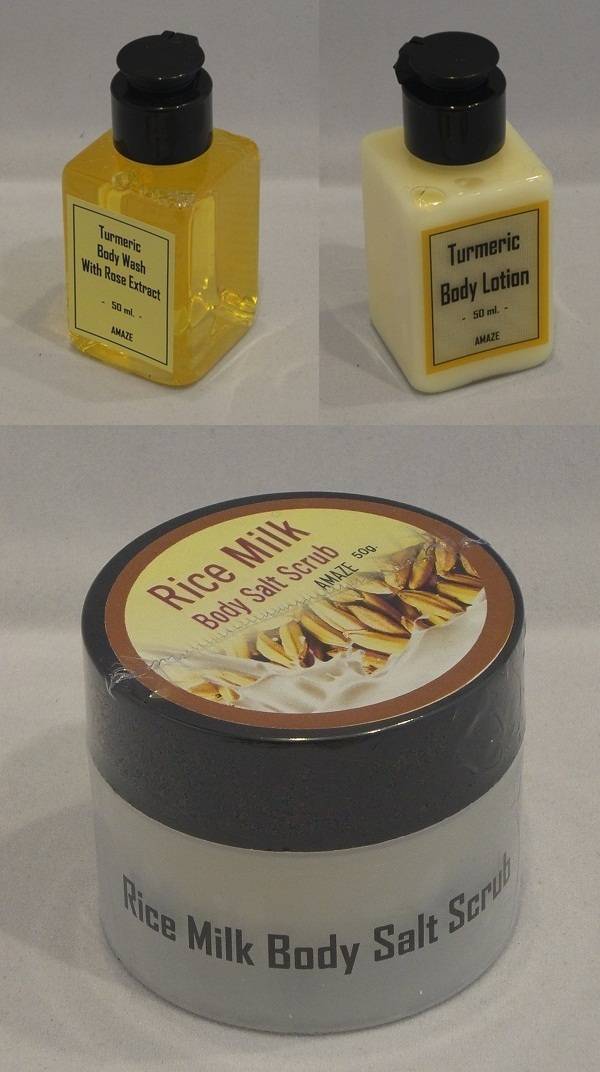 Turmeric
Body Wash
With Rose Extract
- 50 ml. -
AMAZE
Turmeric
Body Lotion
- 50 ml. -
AMAZE
Rice Milk
Body Salt Scrub
AMAZE 50g.
Rice Milk Body Salt Scrub